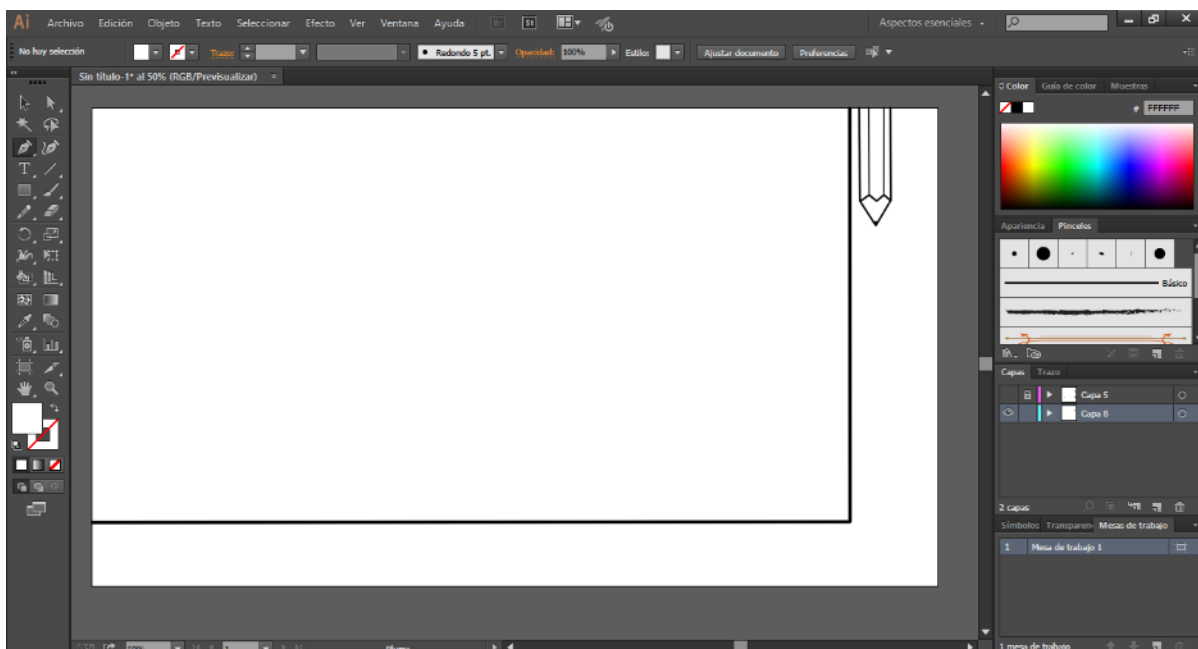 Ai Archivo Edición Objeto Texto Seleccionar Efecto Ver Ventana Ayuda Br St Aspectos esenciales
No hay selección Trazo: Redondo 5 pt. Opacidad: 100% Estilo: Ajustar documento Preferencias
Sin título-1* al 50% (RGB/Previsualizar) ×
Color Guía de color Muestras
# FFFFFF
Apariencia Pinceles
Básico
Capas Trazo
Capa 5
Capa 8
2 capas
Símbolos Transparen Mesas de trabajo
1 Mesa de trabajo 1
1 mesa de trabajo